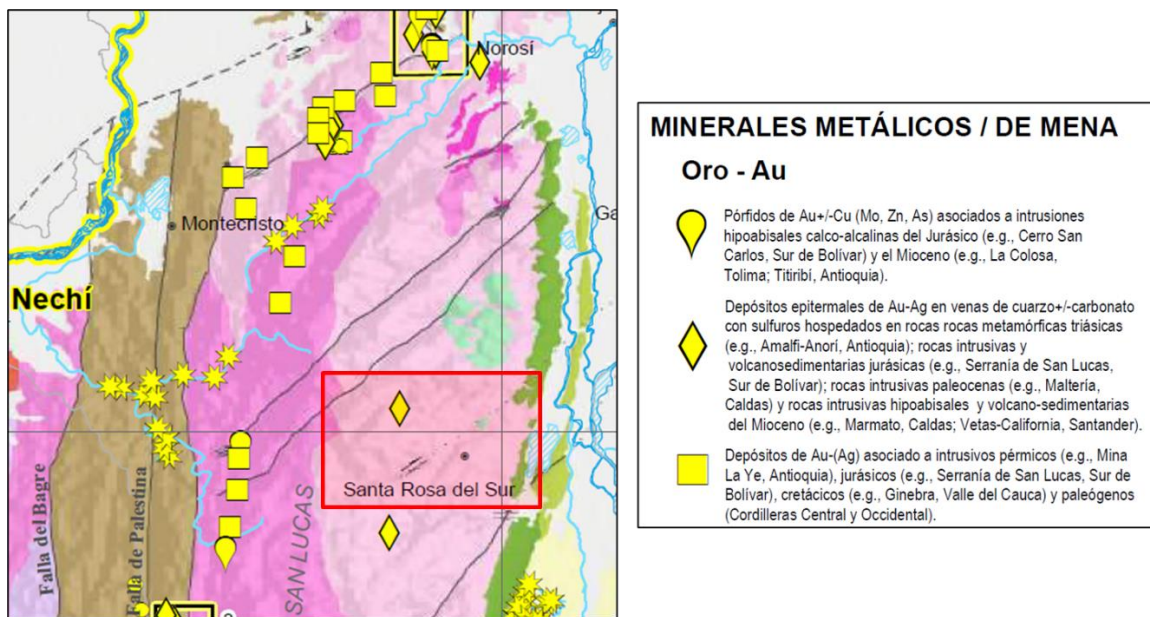 Norosí
Montecristo
Ga
Nechí
Santa Rosa del Sur
Falla del Bagre
Falla de Palestina
SAN LUCAS
MINERALES METÁLICOS / DE MENA
Oro - Au
Pórfidos de Au+/-Cu (Mo, Zn, As) asociados a intrusiones
hipoabisales calco-alcalinas del Jurásico (e.g., Cerro San
Carlos, Sur de Bolívar) y el Mioceno (e.g., La Colosa,
Tolima; Titiribí, Antioquia).
Depósitos epitermales de Au-Ag en venas de cuarzo+/-carbonato
con sulfuros hospedados en rocas rocas metamórficas triásicas
(e.g., Amalfi-Anorí, Antioquia); rocas intrusivas y
volcanosedimentarias jurásicas (e.g., Serranía de San Lucas,
Sur de Bolívar); rocas intrusivas paleocenas (e.g., Maltería,
Caldas) y rocas intrusivas hipoabisales y volcano-sedimentarias
del Mioceno (e.g., Marmato, Caldas; Vetas-California, Santander).
Depósitos de Au-(Ag) asociado a intrusivos pérmicos (e.g., Mina
La Ye, Antioquia), jurásicos (e.g., Serranía de San Lucas, Sur de
Bolívar), cretácicos (e.g., Ginebra, Valle del Cauca) y paleógenos
(Cordilleras Central y Occidental).